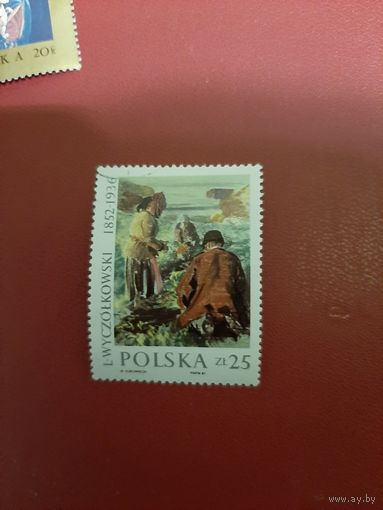 K A 20 g
L. WYCZÓŁKOWSKI 1852-1936
POLSKA ZŁ 25
www.ay.by